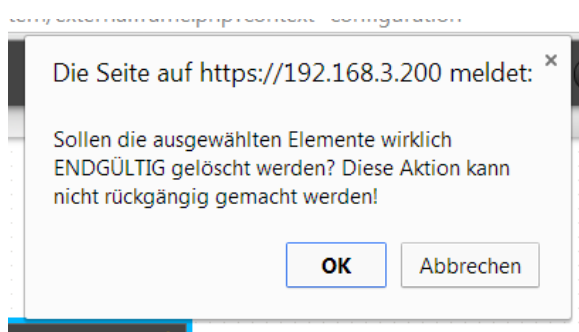 Die Seite auf https://192.168.3.200 meldet:
Sollen die ausgewählten Elemente wirklich
ENDGÜLTIG gelöscht werden? Diese Aktion kann
nicht rückgängig gemacht werden!
OK
Abbrechen